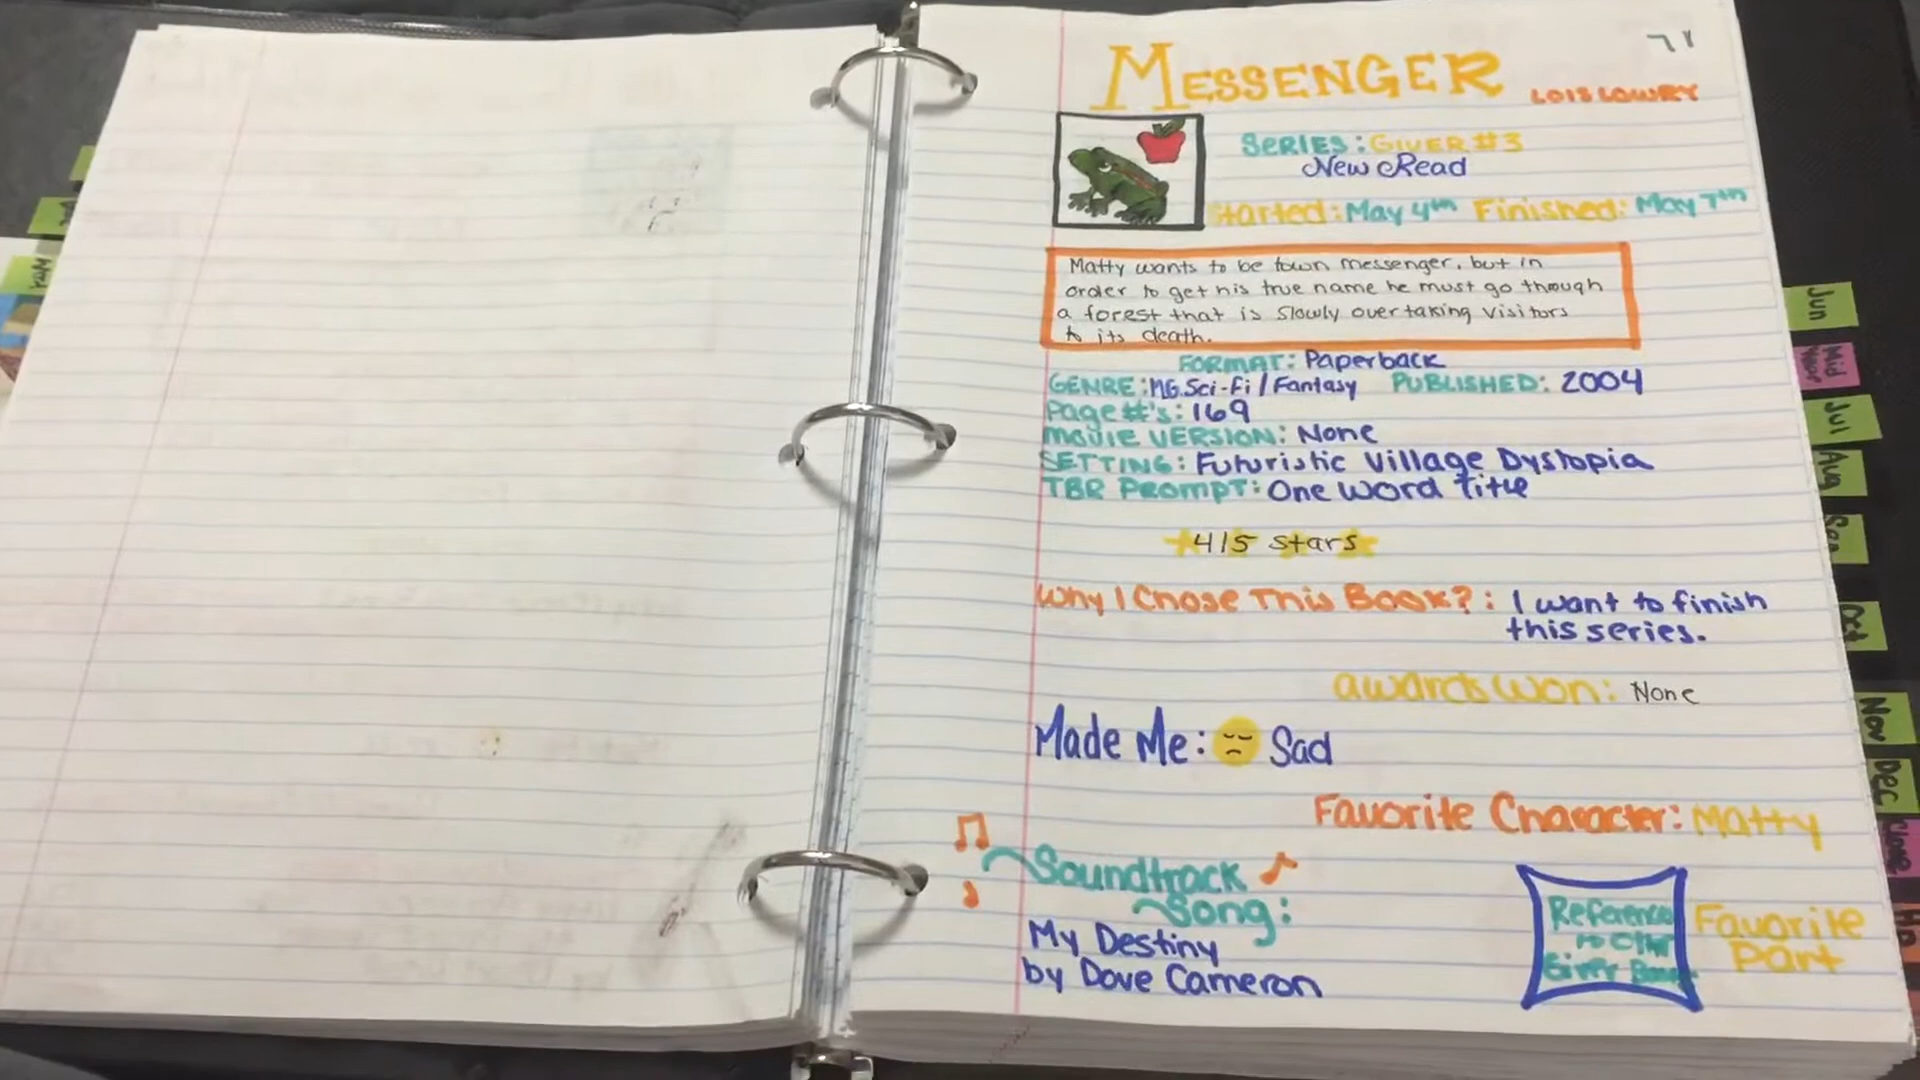 71
MESSENGER
LOIS LOWRY
SERIES: GIVER #3
New Read
Started: May 4th Finished: May 7th
Matty wants to be town messenger, but in
order to get his true name he must go though
a forest that is slowly overtaking visitors
to its death.
FORMAT: Paperback
GENRE: MG.Sci-Fi/Fantasy PUBLISHED: 2004
Page #'s: 169
MOVIE VERSION: None
SETTING: Futuristic Village Dystopia
TBR PROMPT: One Word Title
4/5 stars
Why I Chose This Book?: I want to finish
this series.
awards won: None
Made Me: Sad
Favorite Character: Matty
Soundtrack
Song:
My Destiny
by Dove Cameron
Reference
to other
Giver
Favorite
Part
Jun
Mid
Year
Jul
Aug
Sep
Oct
Nov
Dec